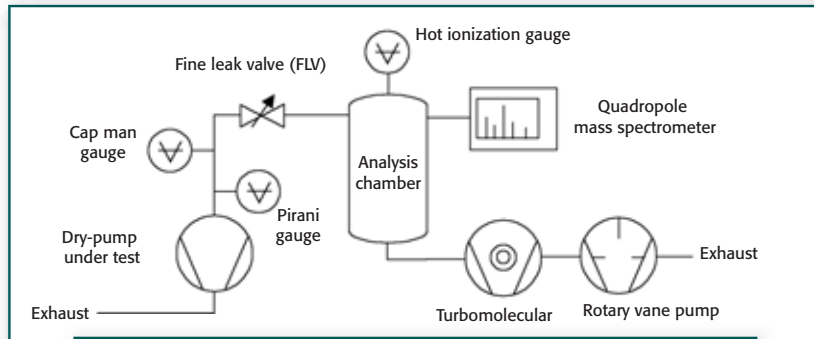 Hot ionization gauge
Fine leak valve (FLV)
Quadropole
mass spectrometer
Cap man
gauge
Analysis
chamber
Pirani
gauge
Dry-pump
under test
Exhaust
Exhaust
Turbomolecular
Rotary vane pump